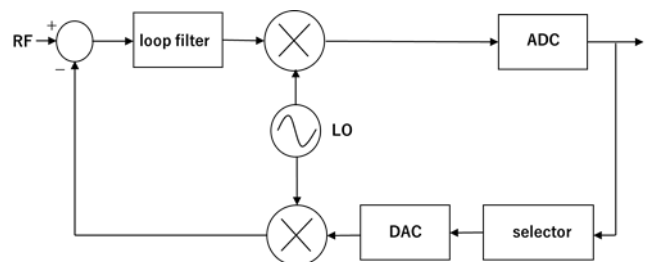 RF
+
−
loop filter
ADC
LO
DAC
selector